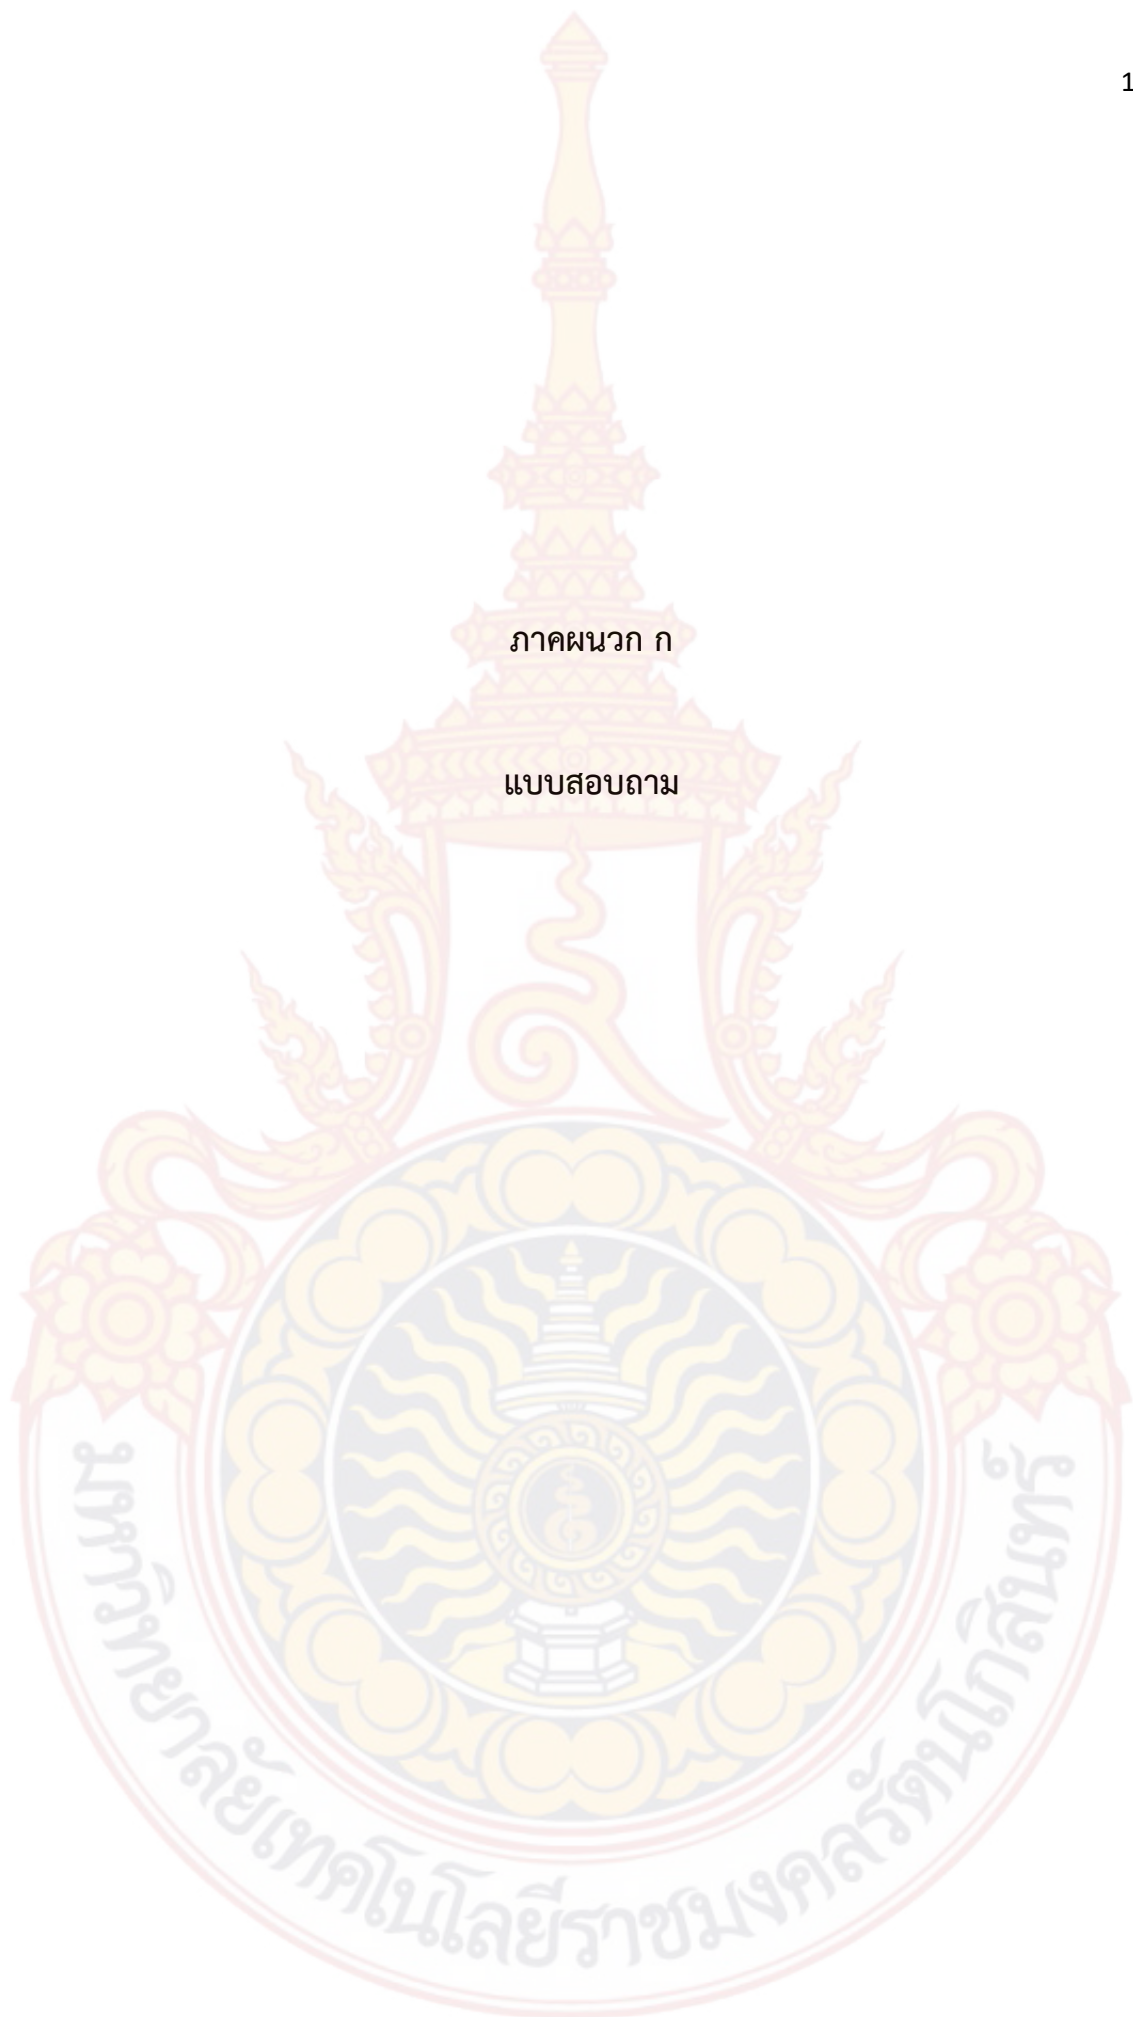 1
ภาคผนวก ก
แบบสอบถาม
มหาวิทยาลัยเทคโนโลยีราชมงคลรัตนโกสินทร์